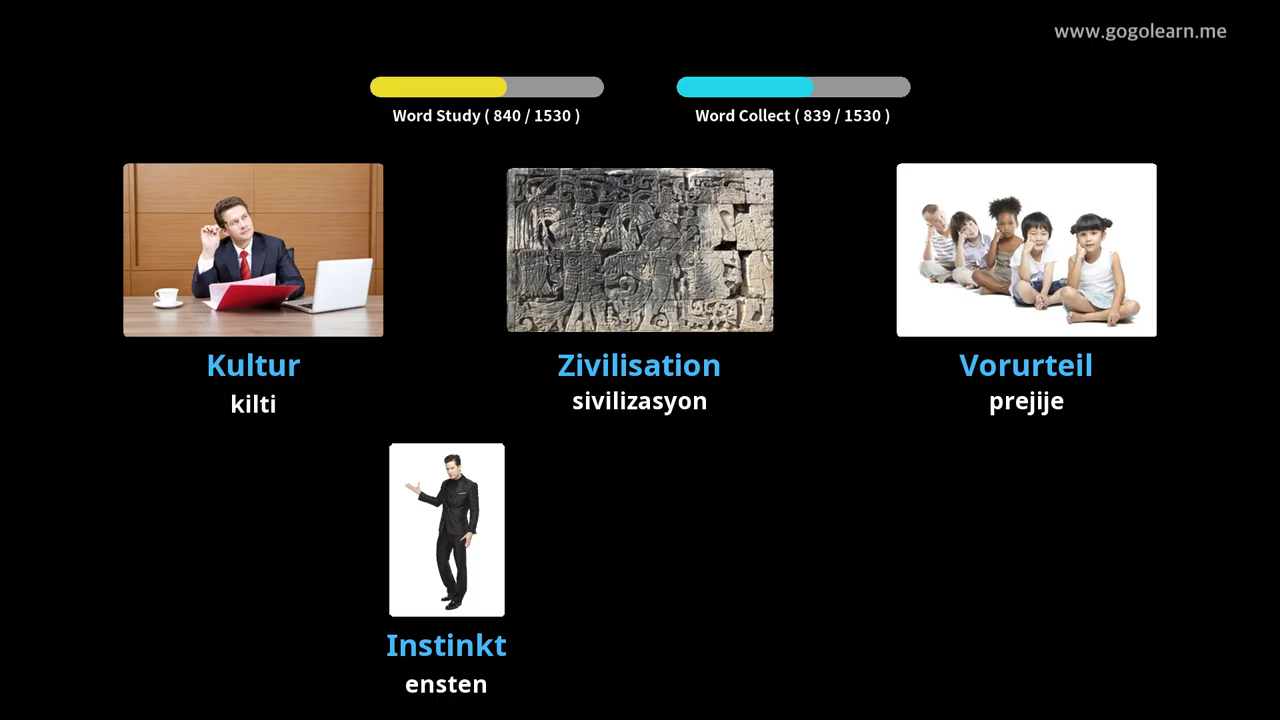 www.gogolearn.me
Word Study ( 840 / 1530 )
Word Collect ( 839 / 1530 )
Kultur
kilti
Zivilisation
sivilizasyon
Vorurteil
prejije
Instinkt
ensten